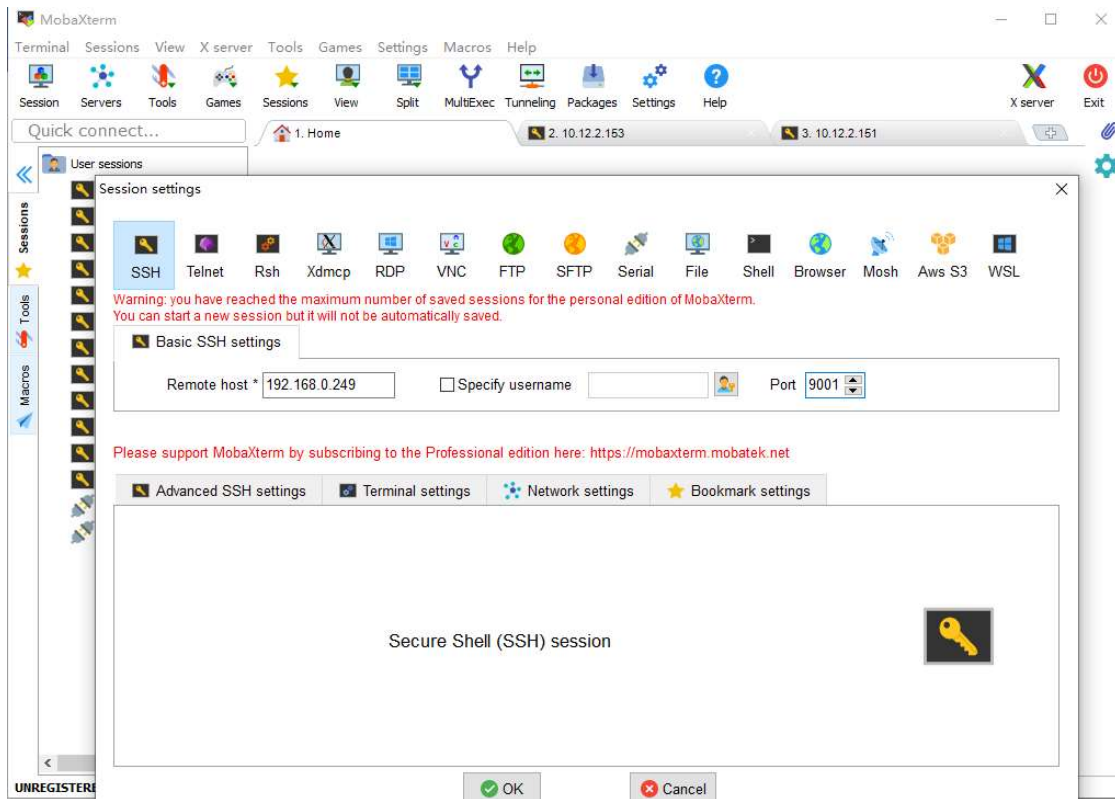 MobaXterm
Terminal Sessions View X server Tools Games Settings Macros Help
Session Servers Tools Games Sessions View Split MultiExec Tunneling Packages Settings Help X server Exit
Quick connect... 1. Home 2. 10.12.2.153 3. 10.12.2.151
User sessions
Sessions
Tools
Macros
Session settings
SSH Telnet Rsh Xdmcp RDP VNC FTP SFTP Serial File Shell Browser Mosh Aws S3 WSL
Warning: you have reached the maximum number of saved sessions for the personal edition of MobaXterm.
You can start a new session but it will not be automatically saved.
Basic SSH settings
Remote host * 192.168.0.249 Specify username Port 9001
Please support MobaXterm by subscribing to the Professional edition here: https://mobaxterm.mobatek.net
Advanced SSH settings Terminal settings Network settings Bookmark settings
Secure Shell (SSH) session
OK Cancel